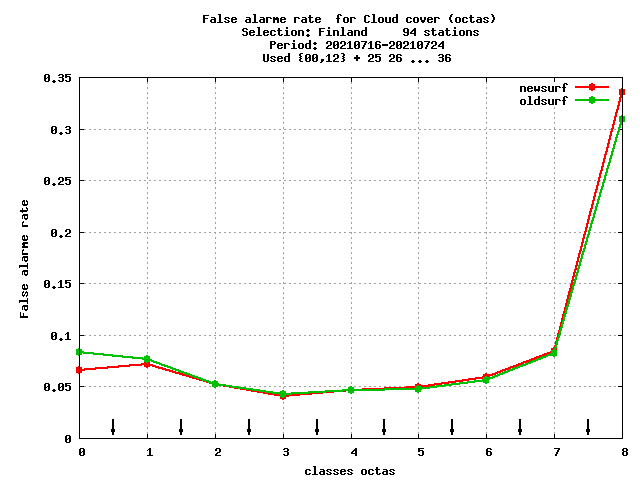 False alarme rate for Cloud cover (octas)
Selection: Finland 94 stations
Period: 20210716-20210724
Used {00,12} + 25 26 ... 36
newsurf
oldsurf
0.35
0.3
0.25
0.2
0.15
0.1
0.05
0
False alarme rate
0 1 2 3 4 5 6 7 8
classes octas